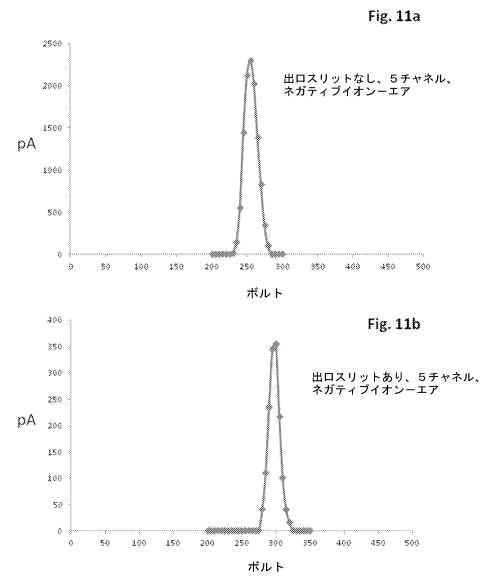 Fig. 11a
2500
2000
1500
1000
500
0
pA
出口スリットなし、５チャネル、
ネガティブイオンーエア
0 50 100 150 200 250 300 350 400 450 500
ボルト
Fig. 11b
400
350
300
250
200
150
100
50
0
pA
出口スリットあり、５チャネル、
ネガティブイオンーエア
0 50 100 150 200 250 300 350 400 450 500
ボルト